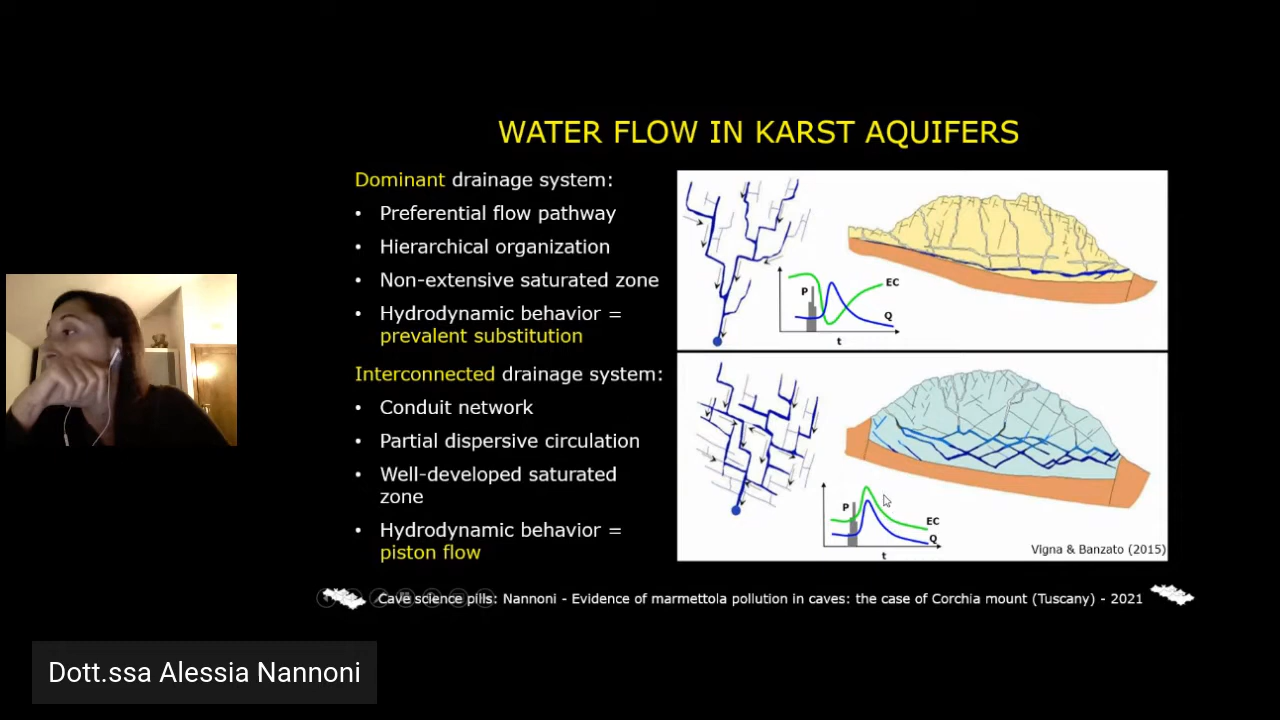 WATER FLOW IN KARST AQUIFERS
Dominant drainage system:
• Preferential flow pathway
• Hierarchical organization
• Non-extensive saturated zone
• Hydrodynamic behavior =
prevalent substitution
Interconnected drainage system:
• Conduit network
• Partial dispersive circulation
• Well-developed saturated
zone
• Hydrodynamic behavior =
piston flow
P
EC
Q
t
P
EC
Q
t
Vigna & Banzato (2015)
Cave science pills: Nannoni - Evidence of marmettola pollution in caves: the case of Corchia mount (Tuscany) - 2021
Dott.ssa Alessia Nannoni